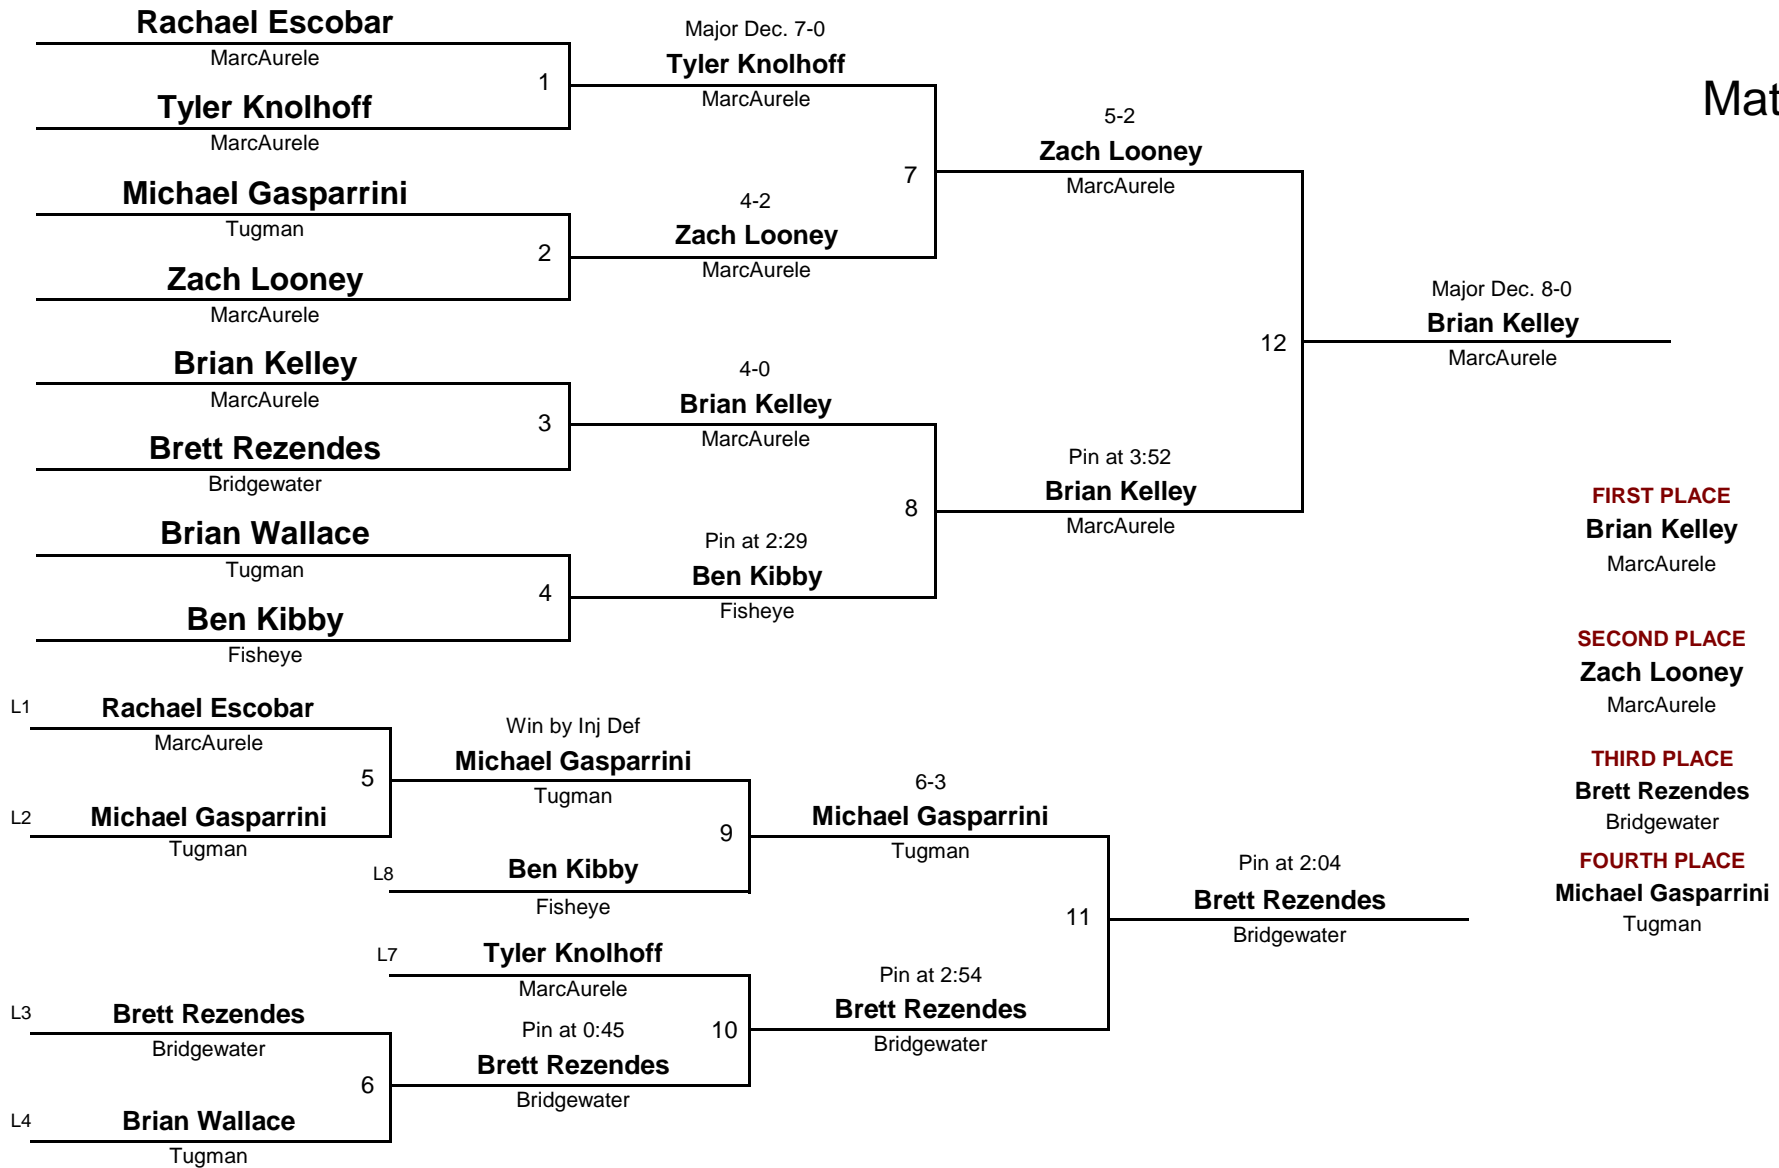 Rachael Escobar
MarcAurele
1
Tyler Knolhoff
MarcAurele
Michael Gasparrini
Tugman
2
Zach Looney
MarcAurele
Brian Kelley
MarcAurele
3
Brett Rezendes
Bridgewater
Brian Wallace
Tugman
4
Ben Kibby
Fisheye
Major Dec. 7-0
Tyler Knolhoff
MarcAurele
7
4-2
Zach Looney
MarcAurele
4-0
Brian Kelley
MarcAurele
8
Pin at 2:29
Ben Kibby
Fisheye
5-2
Zach Looney
MarcAurele
12
Pin at 3:52
Brian Kelley
MarcAurele
Major Dec. 8-0
Brian Kelley
MarcAurele
Mat
FIRST PLACE
Brian Kelley
MarcAurele
SECOND PLACE
Zach Looney
MarcAurele
THIRD PLACE
Brett Rezendes
Bridgewater
FOURTH PLACE
Michael Gasparrini
Tugman
L1 Rachael Escobar
MarcAurele
5
L2 Michael Gasparrini
Tugman
L3 Brett Rezendes
Bridgewater
6
L4 Brian Wallace
Tugman
Win by Inj Def
Michael Gasparrini
Tugman
9
L8 Ben Kibby
Fisheye
L7 Tyler Knolhoff
MarcAurele
10
Pin at 0:45
Brett Rezendes
Bridgewater
6-3
Michael Gasparrini
Tugman
11
Pin at 2:54
Brett Rezendes
Bridgewater
Pin at 2:04
Brett Rezendes
Bridgewater